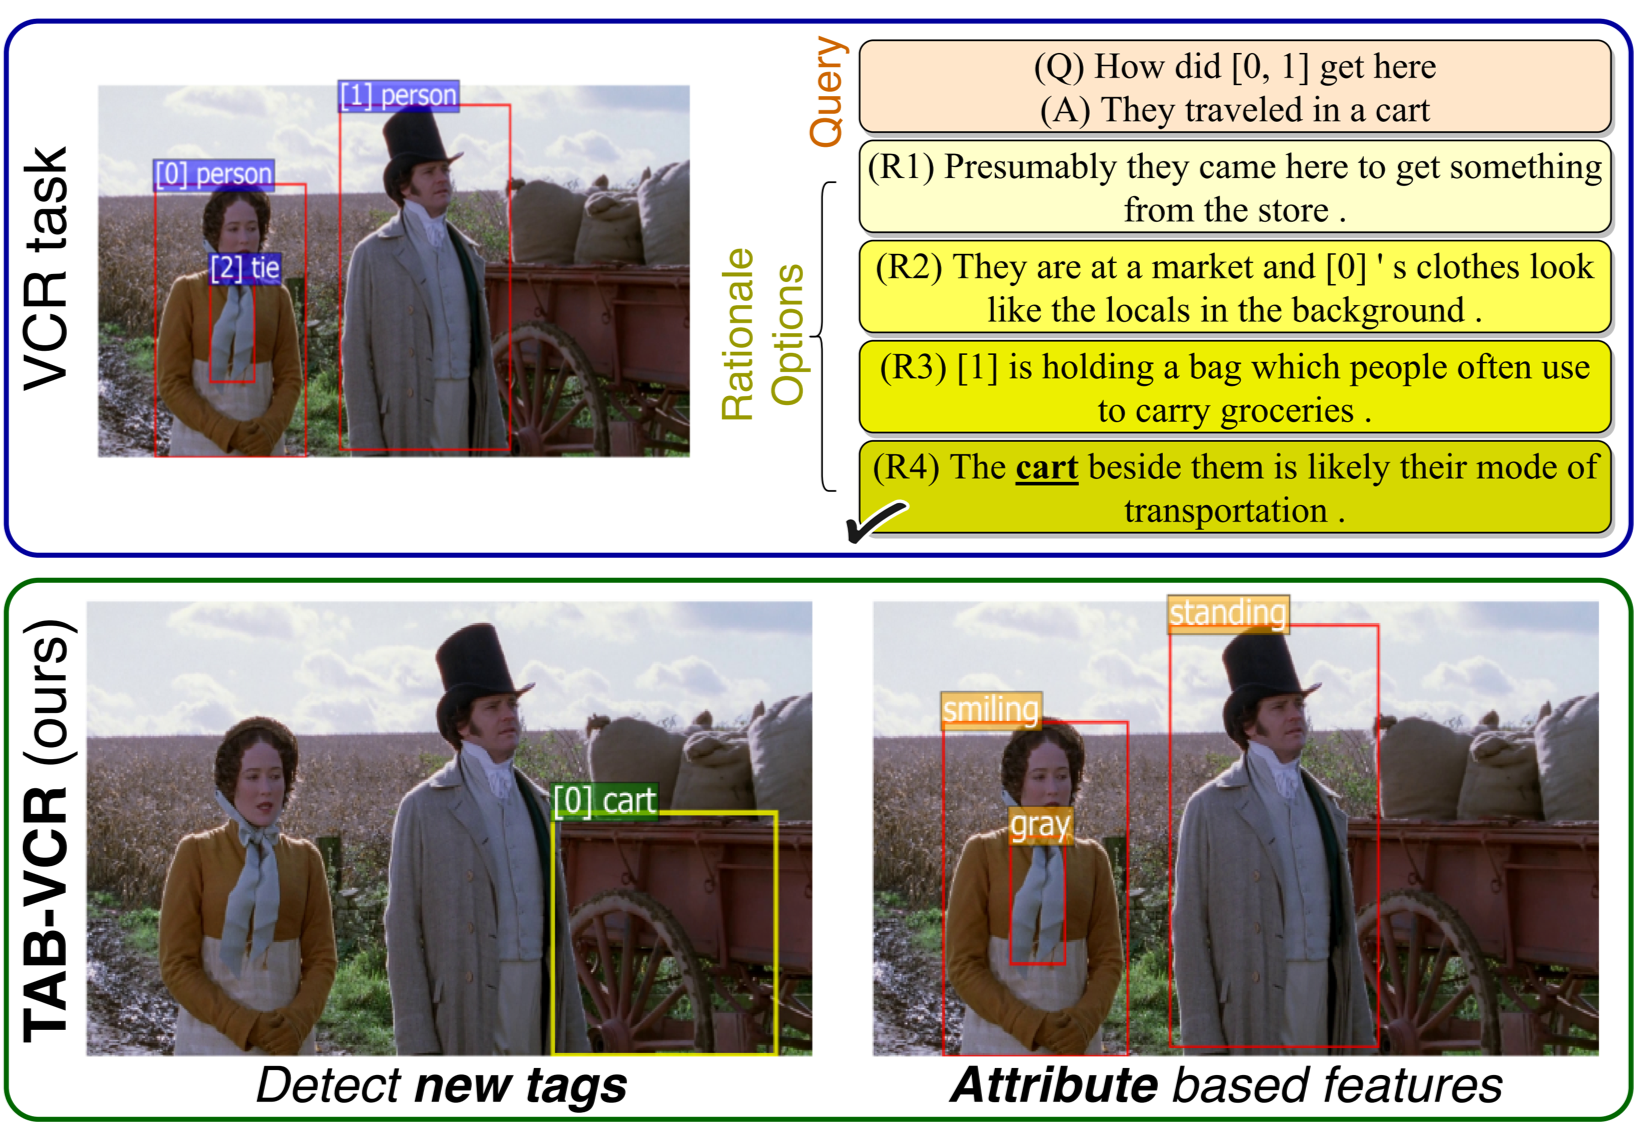 VCR task
[0] person
[1] person
[2] tie
Query
(Q) How did [0, 1] get here
(A) They traveled in a cart
Rationale
Options
(R1) Presumably they came here to get something
from the store .
(R2) They are at a market and [0] ' s clothes look
like the locals in the background .
(R3) [1] is holding a bag which people often use
to carry groceries .
(R4) The cart beside them is likely their mode of
transportation .
TAB-VCR (ours)
[0] cart
Detect new tags
standing
smiling
gray
Attribute based features